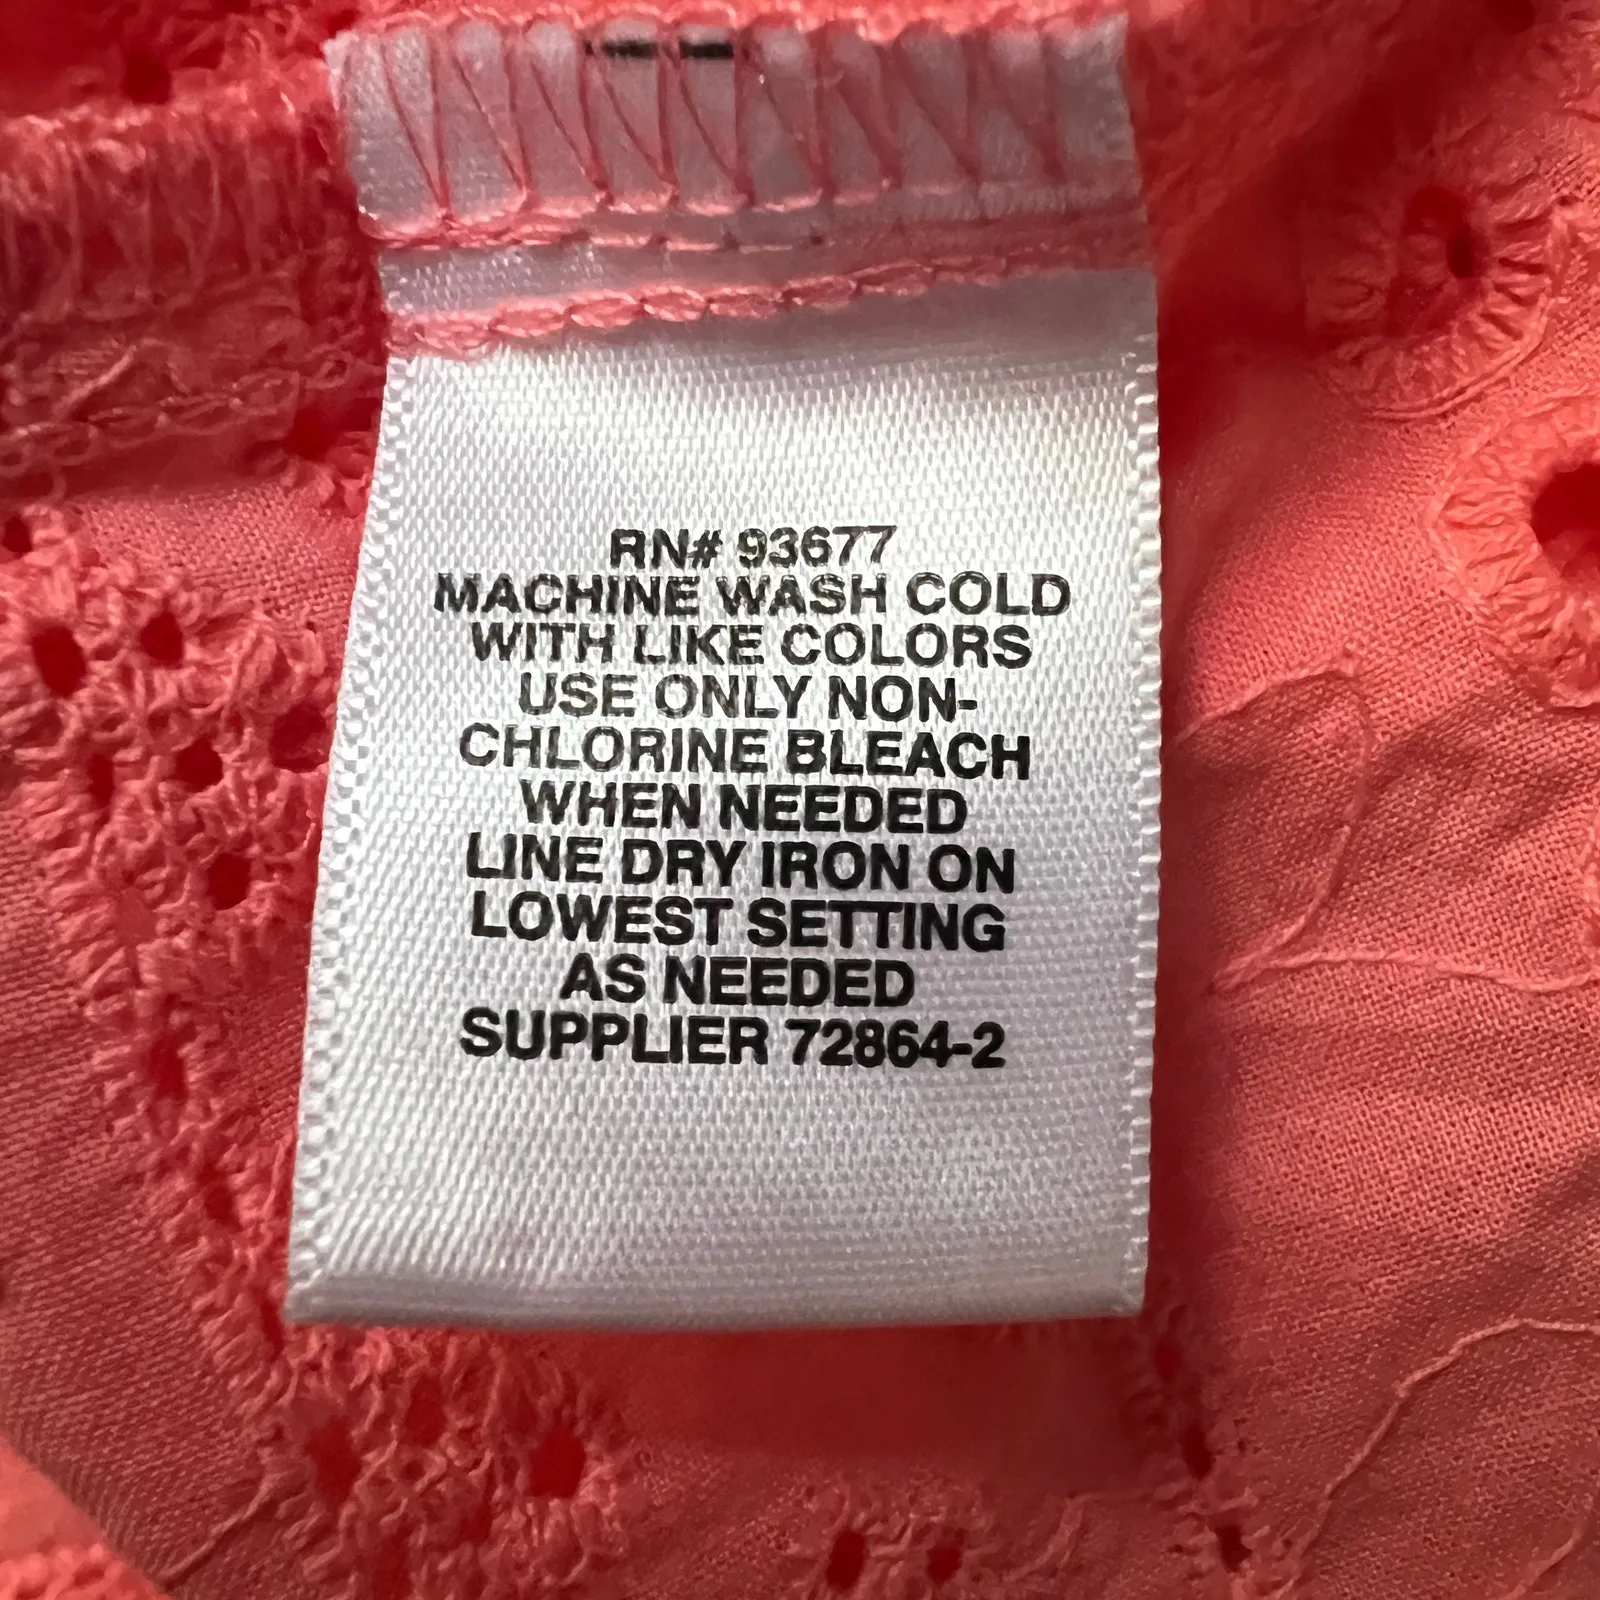 RN# 93677
MACHINE WASH COLD
WITH LIKE COLORS
USE ONLY NON-
CHLORINE BLEACH
WHEN NEEDED
LINE DRY IRON ON
LOWEST SETTING
AS NEEDED
SUPPLIER 72864-2